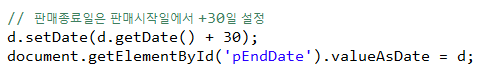 // 판매종료일은 판매시작일에서 +30일 설정
d.setDate(d.getDate() + 30);
document.getElementById('pEndDate').valueAsDate = d;